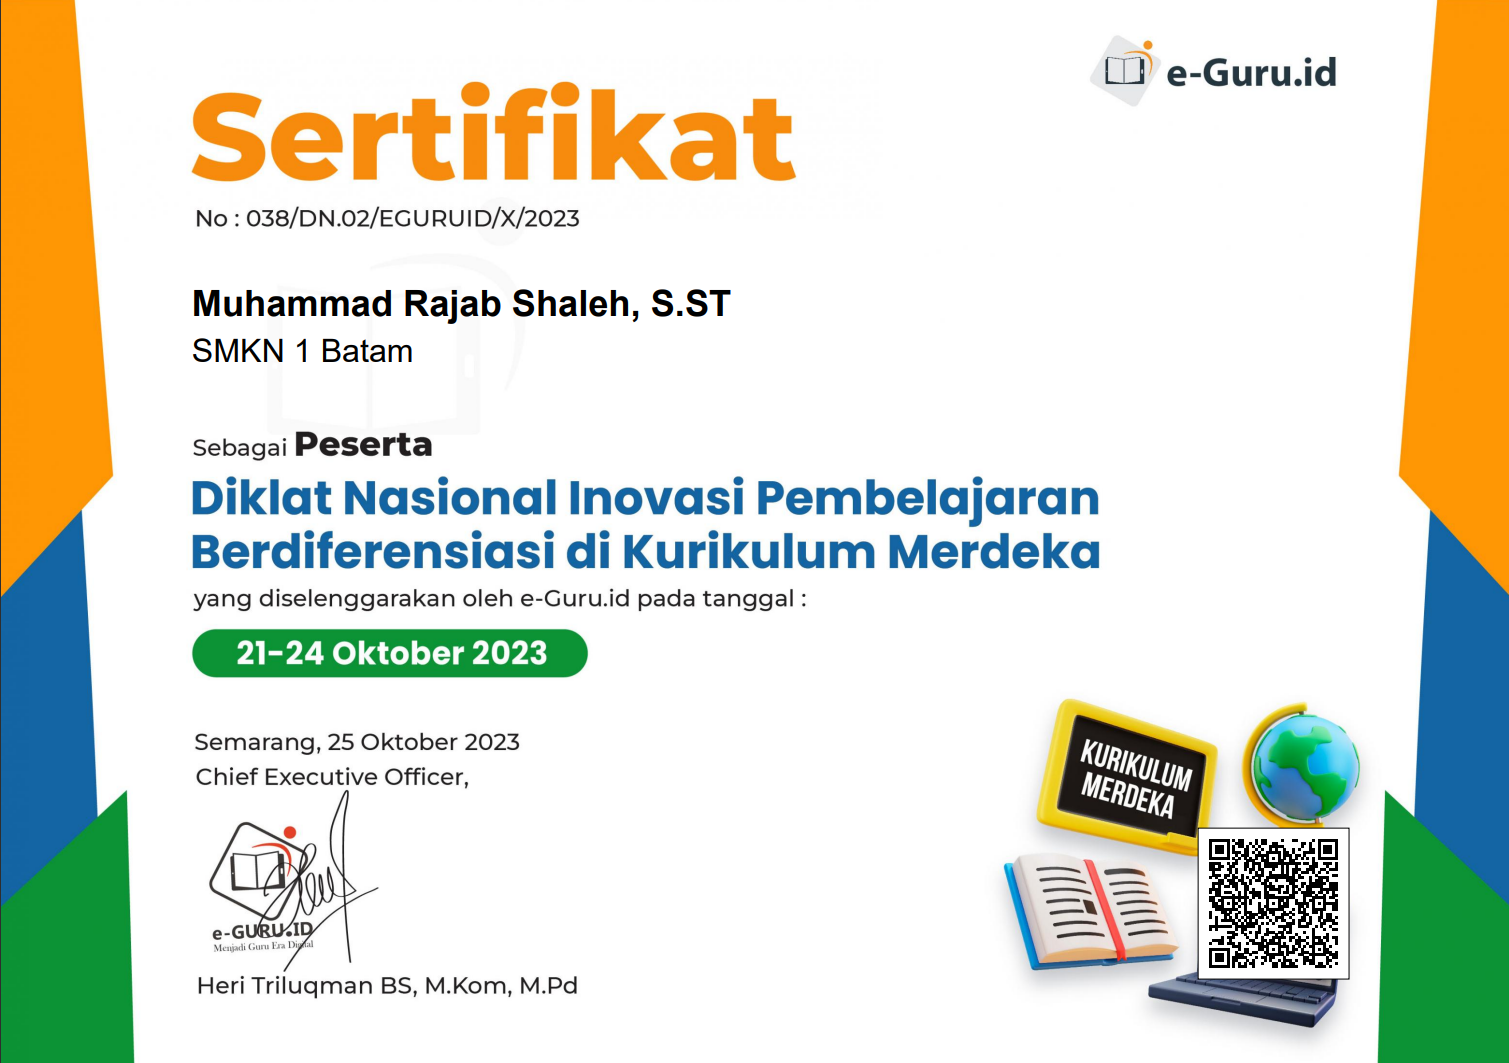 e-Guru.id
Sertifikat
No : 038/DN.02/EGURUID/X/2023
Muhammad Rajab Shaleh, S.ST
SMKN 1 Batam
Sebagai Peserta
Diklat Nasional Inovasi Pembelajaran
Berdiferensiasi di Kurikulum Merdeka
yang diselenggarakan oleh e-Guru.id pada tanggal :
21-24 Oktober 2023
Semarang, 25 Oktober 2023
Chief Executive Officer,
e-GURU.ID
Menjadi Guru Era Digital
Heri Triluqman BS, M.Kom, M.Pd
KURIKULUM
MERDEKA